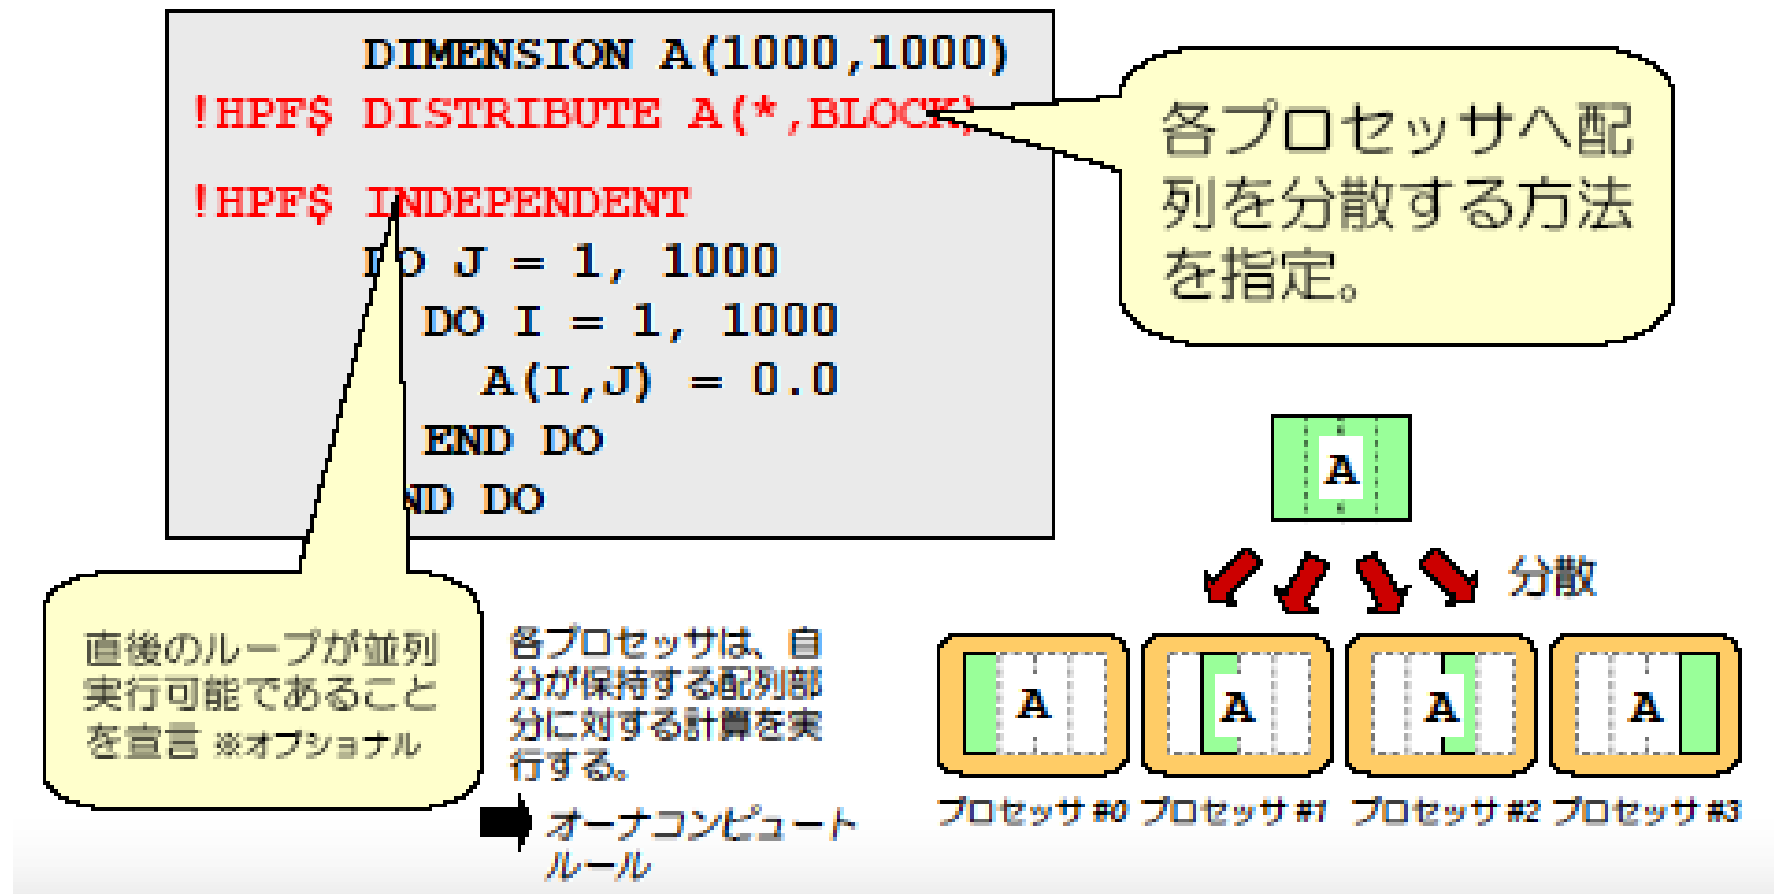 DIMENSION A(1000,1000)
!HPF$ DISTRIBUTE A(*,BLOCK)
!HPF$ INDEPENDENT
DO J = 1, 1000
DO I = 1, 1000
A(I,J) = 0.0
END DO
END DO
各プロセッサへ配
列を分散する方法
を指定。
直後のループが並列
実行可能であること
を宣言 ※オプショナル
各プロセッサは、自
分が保持する配列部
分に対する計算を実
行する。
オーナコンピュート
ルール
A
分散
A A A A
プロセッサ #0 プロセッサ #1 プロセッサ #2 プロセッサ #3